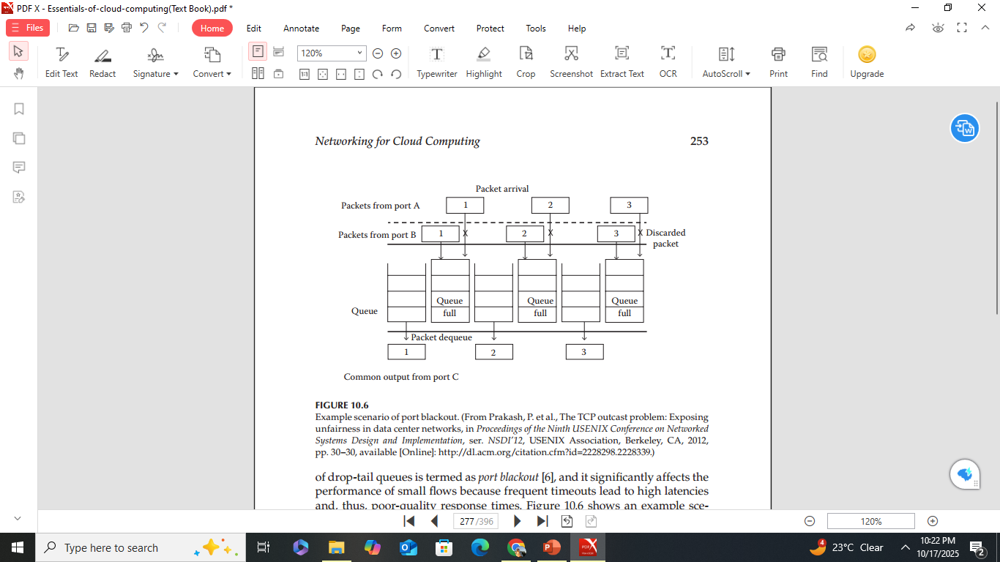 PDF X - Essentials-of-cloud-computing(Text Book).pdf *
Files
Home Edit Annotate Page Form Convert Protect Tools Help
120%
Edit Text Redact Signature Convert Typewriter Highlight Crop Screenshot Extract Text OCR AutoScroll Print Find Upgrade
Networking for Cloud Computing 253
Packet arrival
Packets from port A 1 2 3
Packets from port B 1 X 2 X 3 X Discarded
packet
Queue Queue Queue
Queue full full full
Packet dequeue
1 2 3
Common output from port C
FIGURE 10.6
Example scenario of port blackout. (From Prakash, P. et al., The TCP outcast problem: Exposing
unfairness in data center networks, in Proceedings of the Ninth USENIX Conference on Networked
Systems Design and Implementation, ser. NSDI'12, USENIX Association, Berkeley, CA, 2012,
pp. 30–30, available [Online]: http://dl.acm.org/citation.cfm?id=2228298.2228339.)
of drop-tail queues is termed as port blackout [6], and it significantly affects the
performance of small flows because frequent timeouts lead to high latencies
and, thus, poor-quality response times. Figure 10.6 shows an example sce-
277 /396 120%
Type here to search
4 23°C Clear
10:22 PM
10/17/2025
2